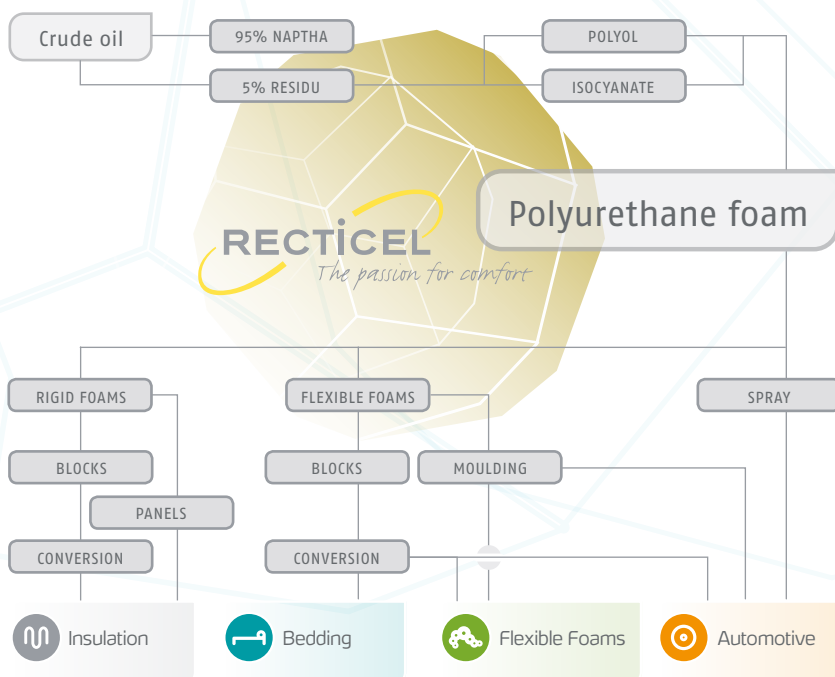 Crude oil
95% NAPTHA
POLYOL
5% RESIDU
ISOCYANATE
Polyurethane foam
RECTICEL
The passion for comfort
RIGID FOAMS
FLEXIBLE FOAMS
SPRAY
BLOCKS
BLOCKS
MOULDING
PANELS
CONVERSION
CONVERSION
Insulation
Bedding
Flexible Foams
Automotive